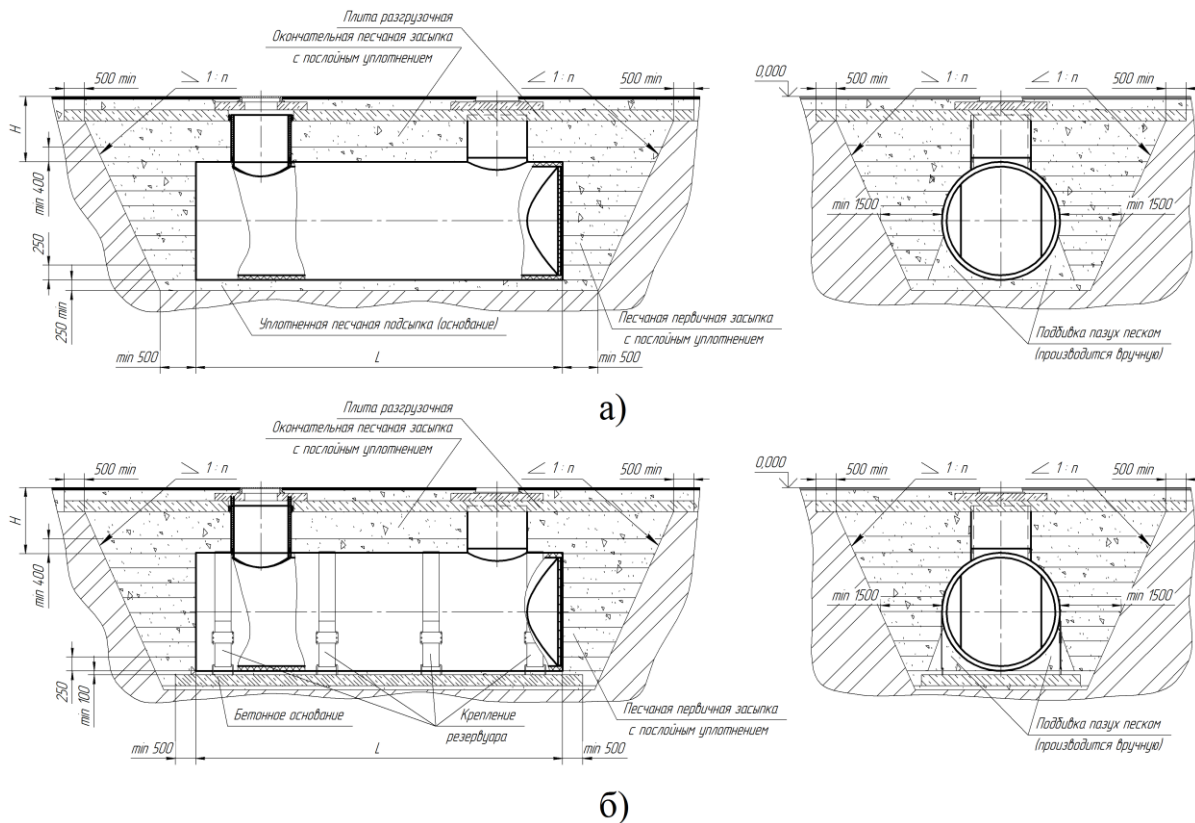 Плита разгрузочная
Окончательная песчаная засыпка
с послойным уплотнением
500 min
1 : n
1 : n
500 min
H
min 400
250
250 min
Уплотненная песчаная подсыпка (основание)
min 500
L
min 500
Песчаная первичная засыпка
с послойным уплотнением
0,000
500 min
1 : n
1 : n
500 min
min 1500
min 1500
Подбивка пазух песком
(производится вручную)
а)
Плита разгрузочная
Окончательная песчаная засыпка
с послойным уплотнением
500 min
1 : n
1 : n
500 min
H
min 400
250
min 100
Бетонное основание
Крепление
резервуара
min 500
L
min 500
Песчаная первичная засыпка
с послойным уплотнением
0,000
500 min
1 : n
1 : n
500 min
min 1500
min 1500
Подбивка пазух песком
(производится вручную)
б)